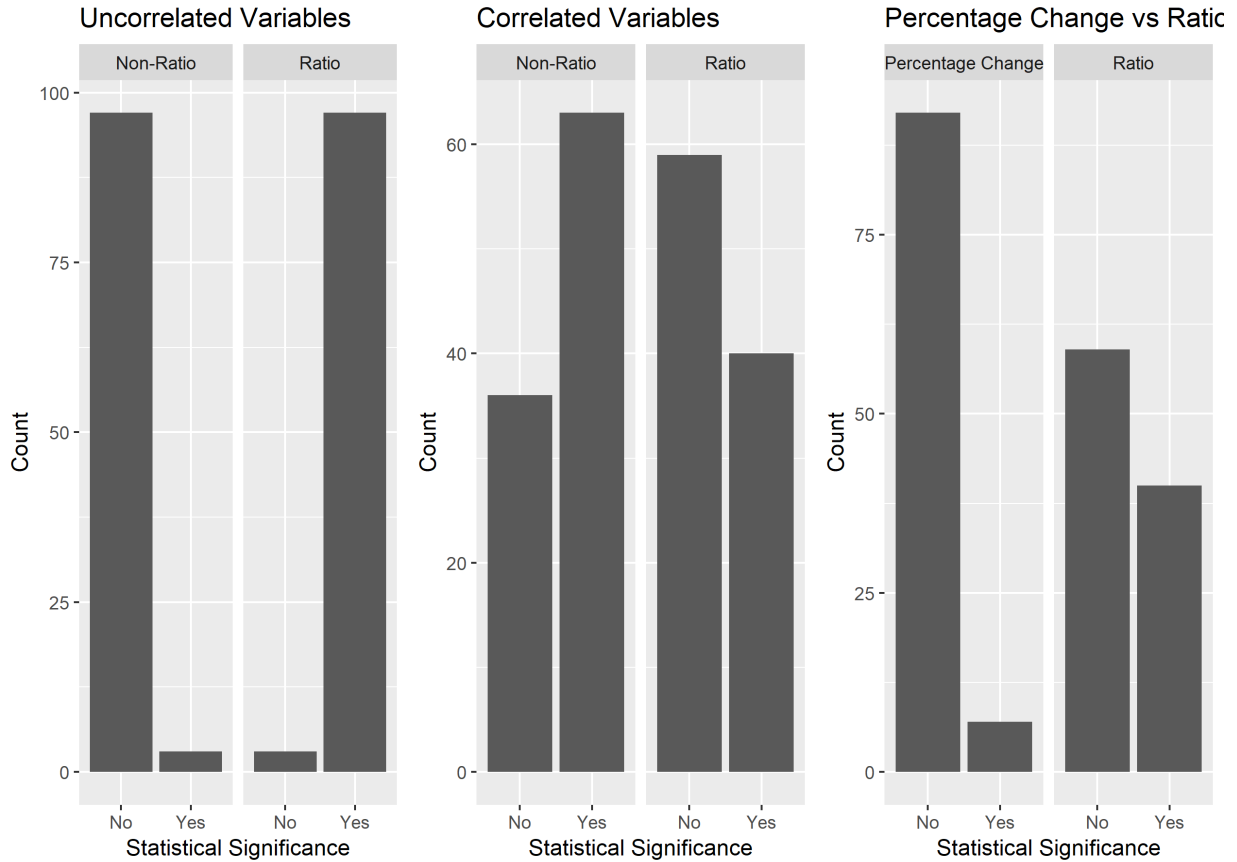 Uncorrelated Variables
Non-Ratio Ratio
100
75
50
25
0
Count
No Yes No Yes
Statistical Significance
Correlated Variables
Non-Ratio Ratio
60
40
20
0
Count
No Yes No Yes
Statistical Significance
Percentage Change vs Ratio
Percentage Change Ratio
75
50
25
0
Count
No Yes No Yes
Statistical Significance